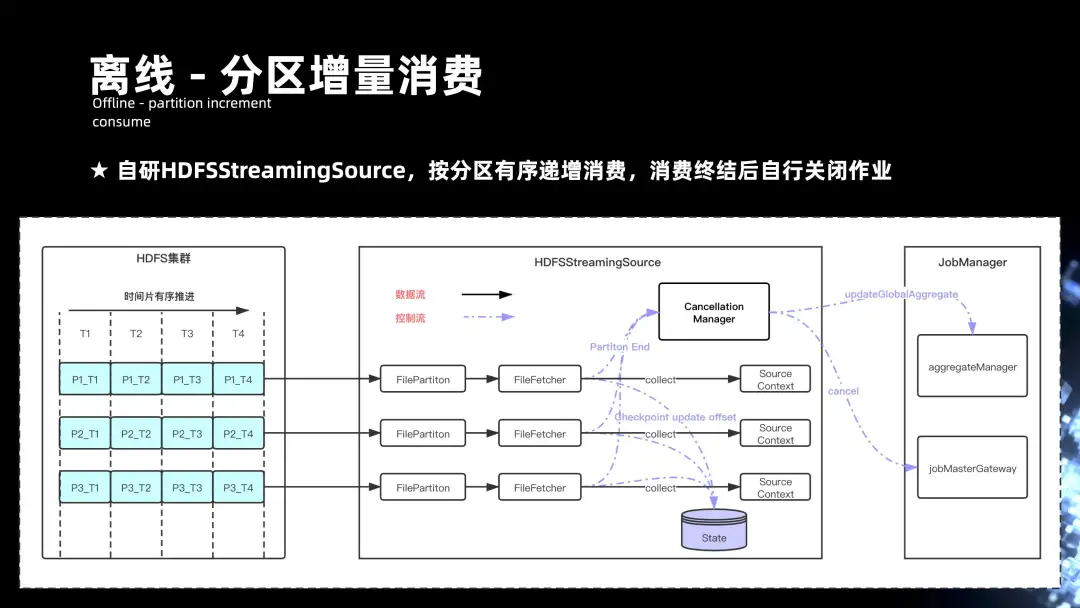 离线 - 分区增量消费
Offline - partition increment
consume
★ 自研HDFSStreamingSource，按分区有序递增消费，消费终结后自行关闭作业
HDFS集群
时间片有序推进
T1 T2 T3 T4
P1_T1 P1_T2 P1_T3 P1_T4
P2_T1 P2_T2 P2_T3 P2_T4
P3_T1 P3_T2 P3_T3 P3_T4
HDFSStreamingSource
数据流
控制流
Cancellation
Manager
Partiton End
FilePartiton FileFetcher collect Source
Context
Checkpoint update offset
FilePartiton FileFetcher collect Source
Context
FilePartiton FileFetcher collect Source
Context
State
JobManager
updateGlobalAggregate
aggregateManager
cancel
jobMasterGateway